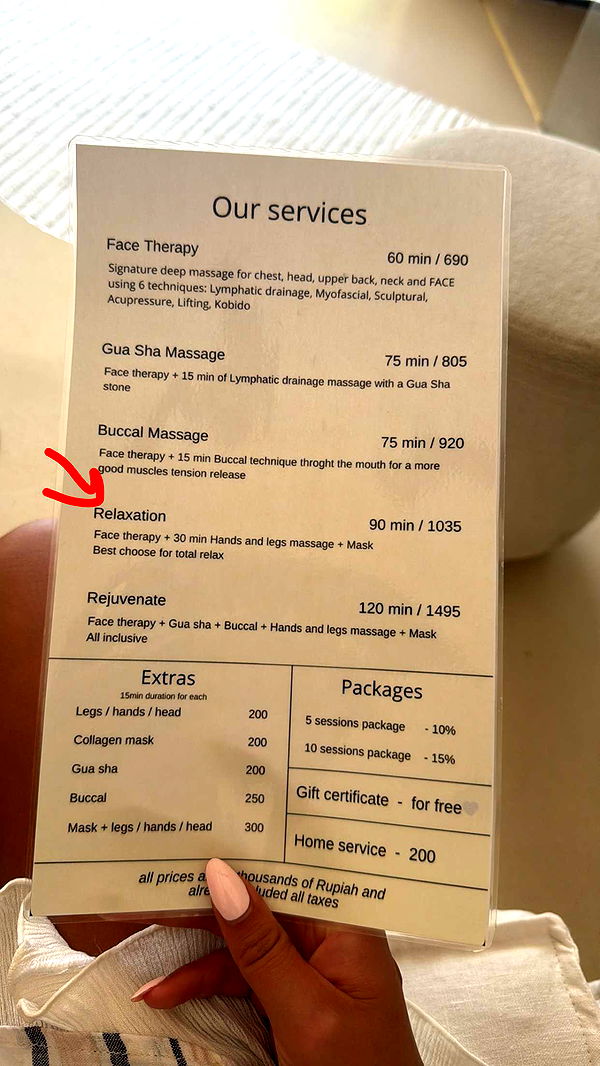 Our services
Face Therapy 60 min / 690
Signature deep massage for chest, head, upper back, neck and FACE
using 6 techniques: Lymphatic drainage, Myofascial, Sculptural,
Acupressure, Lifting, Kobido
Gua Sha Massage 75 min / 805
Face therapy + 15 min of Lymphatic drainage massage with a Gua Sha
stone
Buccal Massage 75 min / 920
Face therapy + 15 min Buccal technique throght the mouth for a more
good muscles tension release
Relaxation 90 min / 1035
Face therapy + 30 min Hands and legs massage + Mask
Best choose for total relax
Rejuvenate 120 min / 1495
Face therapy + Gua sha + Buccal + Hands and legs massage + Mask
All inclusive
Extras
15min duration for each
Legs / hands / head 200
Collagen mask 200
Gua sha 200
Buccal 250
Mask + legs / hands / head 300
Packages
5 sessions package - 10%
10 sessions package - 15%
Gift certificate - for free
Home service - 200
all prices thousands of Rupiah and
all taxes